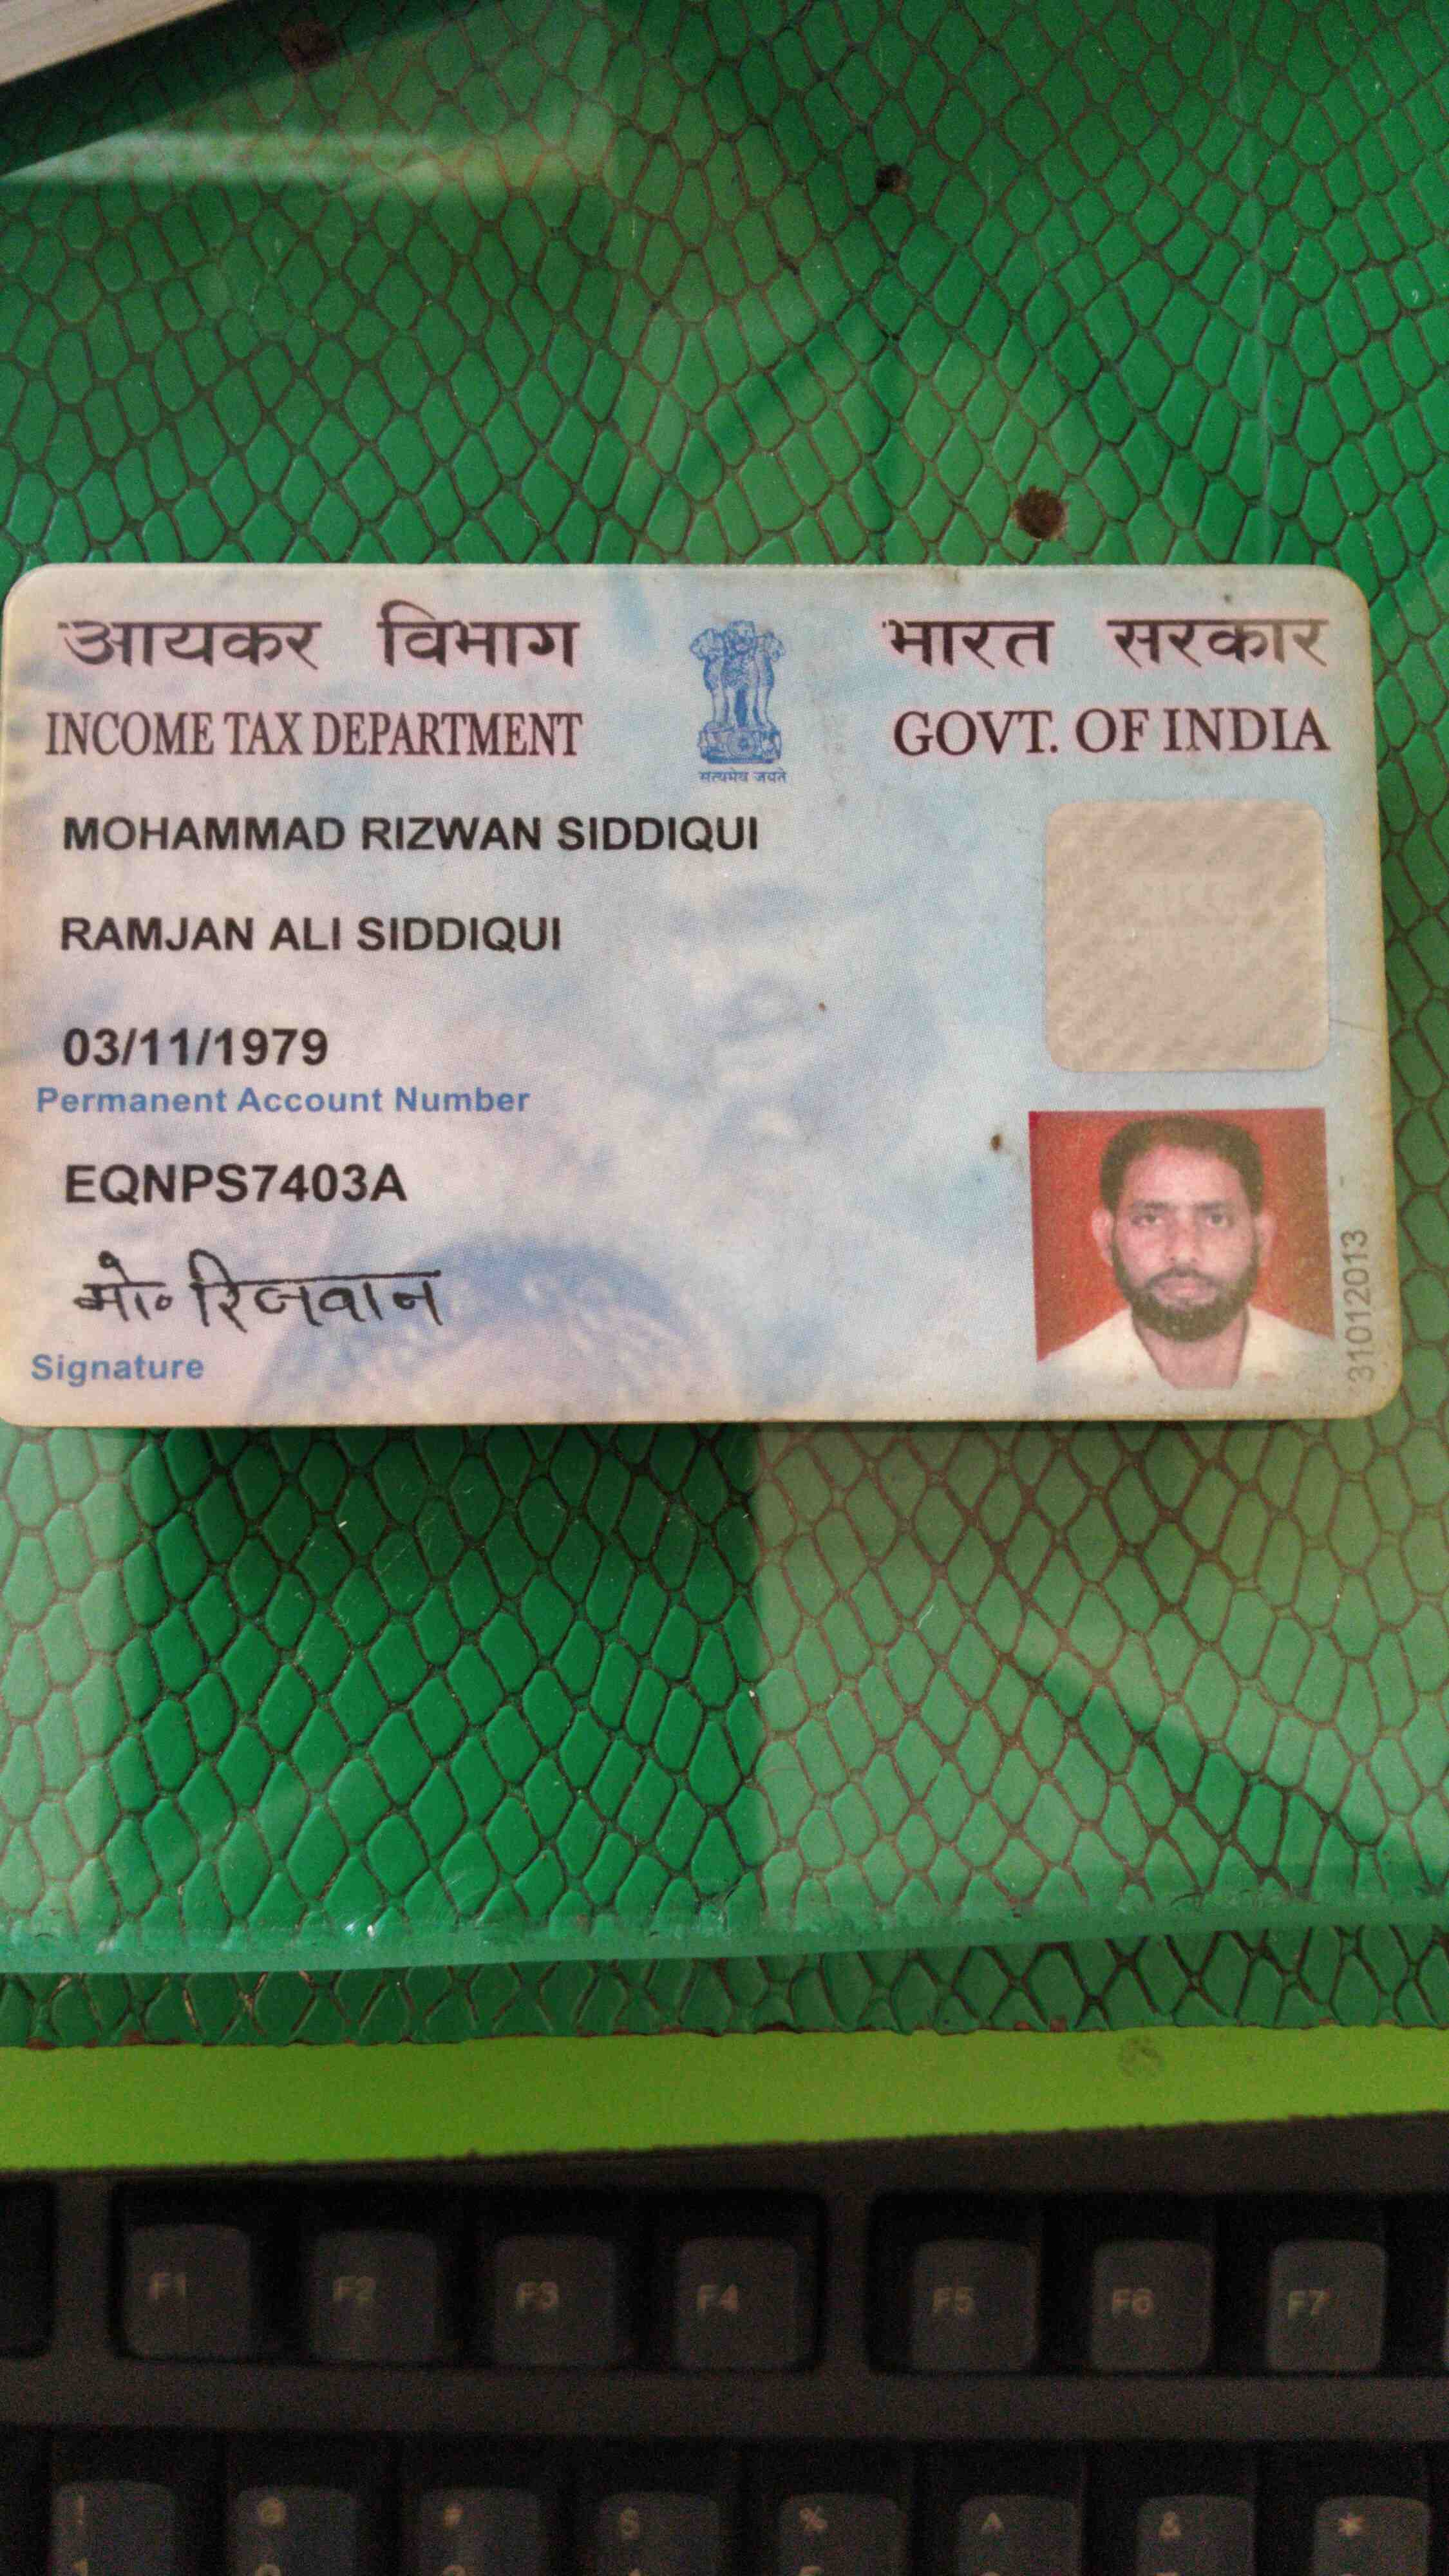 आयकर विभाग भारत सरकार
INCOME TAX DEPARTMENT GOVT. OF INDIA
सत्यमेव जयते
MOHAMMAD RIZWAN SIDDIQUI
RAMJAN ALI SIDDIQUI
03/11/1979
Permanent Account Number
EQNPS7403A
मो॰ रिजवान
Signature
31012013
F1 F2 F3 F4 F5 F6 F7
! @ # $ % ^ & *